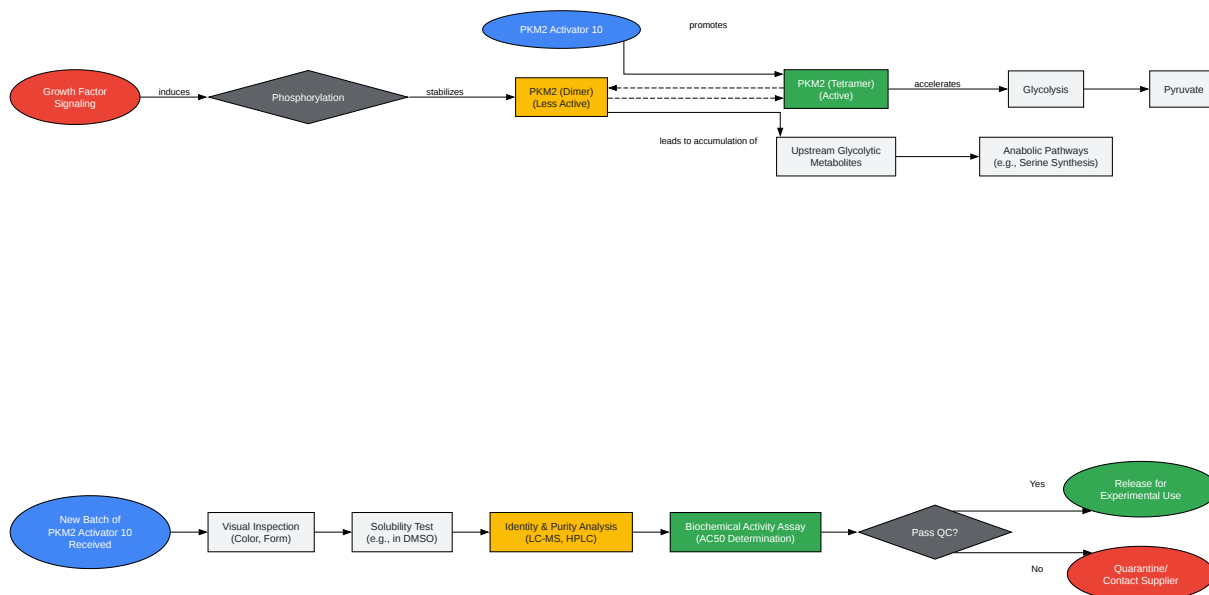 PKM2 Activator 10
promotes
Growth Factor
Signaling
induces
Phosphorylation
stabilizes
PKM2 (Dimer)
(Less Active)
PKM2 (Tetramer)
(Active)
accelerates
Glycolysis
Pyruvate
leads to accumulation of
Upstream Glycolytic
Metabolites
Anabolic Pathways
(e.g., Serine Synthesis)
New Batch of
PKM2 Activator 10
Received
Visual Inspection
(Color, Form)
Solubility Test
(e.g., in DMSO)
Identity & Purity Analysis
(LC-MS, HPLC)
Biochemical Activity Assay
(AC50 Determination)
Pass QC?
Yes
Release for
Experimental Use
No
Quarantine/
Contact Supplier